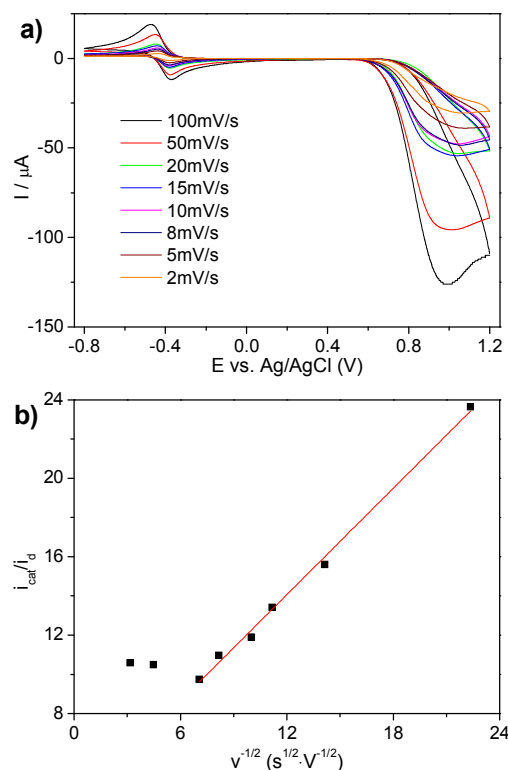 a)
0
-50
-100
-150
I / μA
100mV/s
50mV/s
20mV/s
15mV/s
10mV/s
8mV/s
5mV/s
2mV/s
-0.8 -0.4 0.0 0.4 0.8 1.2
E vs. Ag/AgCl (V)
b)
24
20
16
12
8
i_cat/i_d
0 6 12 18 24
v^-1/2 (s^1/2·V^-1/2)